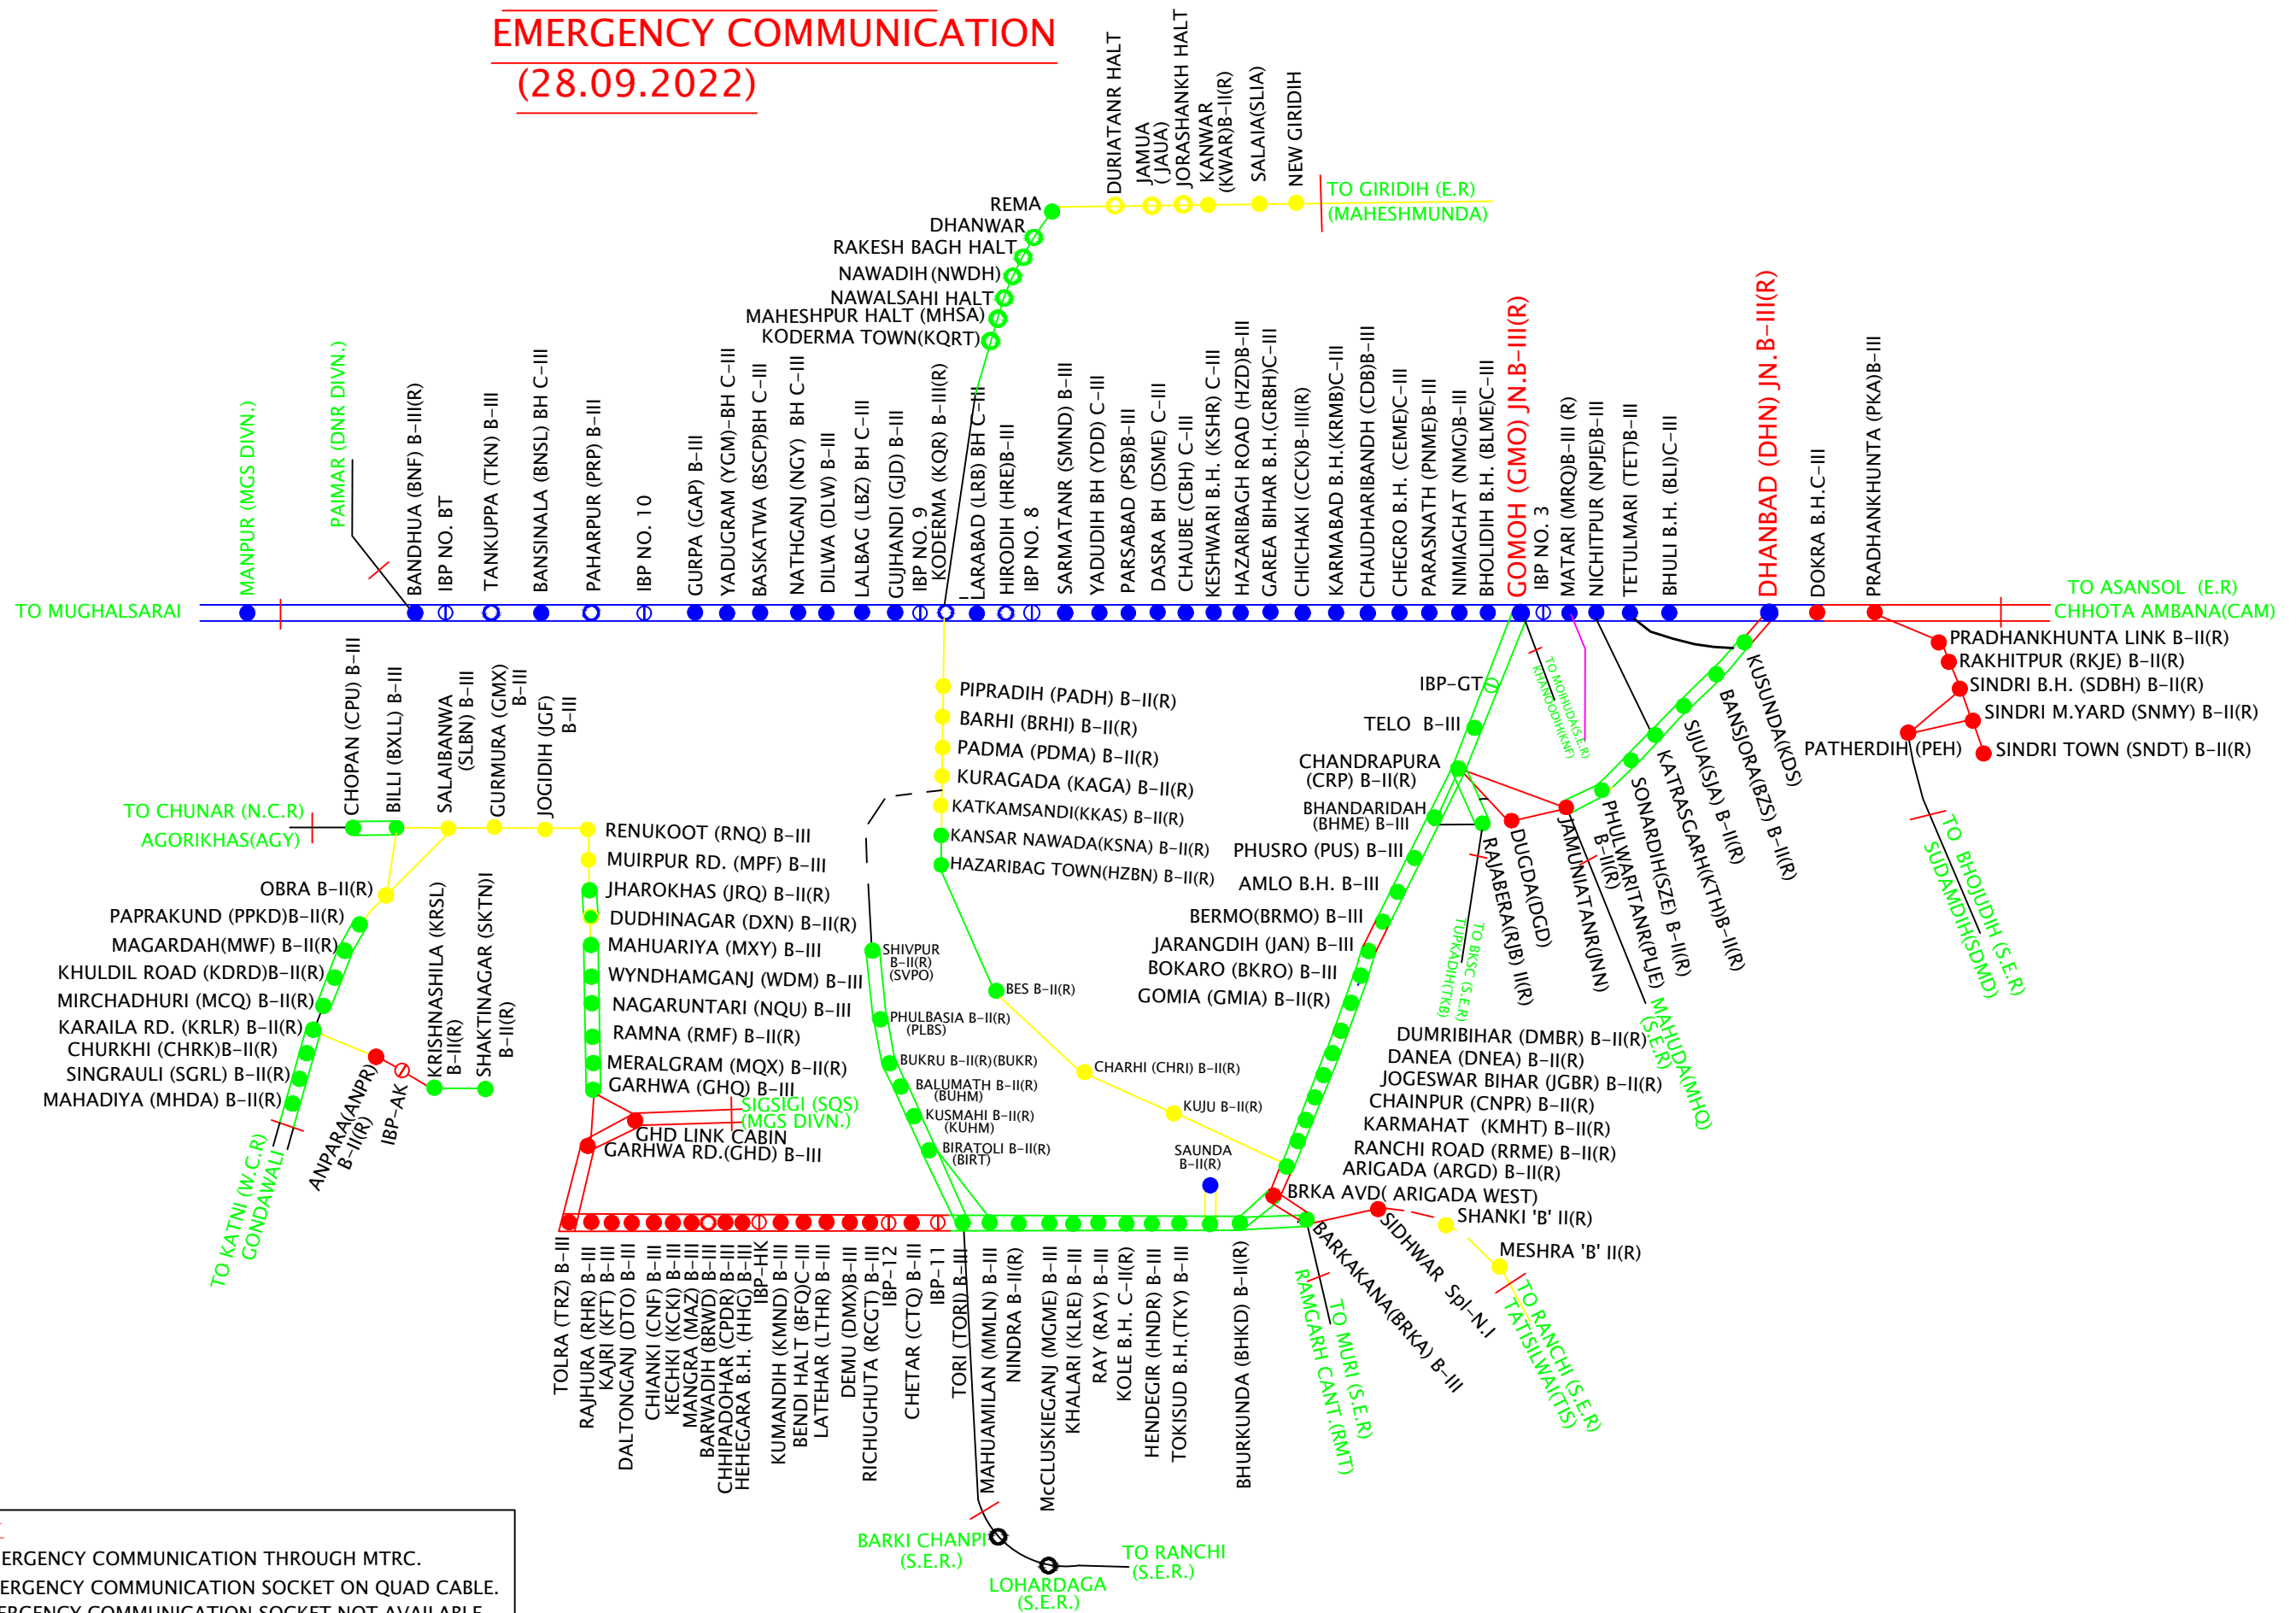 EMERGENCY COMMUNICATION
(28.09.2022)
DURIATANR HALT
JAMUA
( JAUA)
JORASHANKH HALT
KANWAR
(KWAR)B-II(R)
SALAIA(SLIA)
NEW GIRIDIH
TO GIRIDIH (E.R)
(MAHESHMUNDA)
REMA
DHANWAR
RAKESH BAGH HALT
NAWADIH (NWDH)
NAWALSAHI HALT
MAHESHPUR HALT (MHSA)
KODERMA TOWN(KQRT)
TO MUGHALSARAI
MANPUR (MGS DIVN.)
PAIMAR (DNR DIVN.)
BANDHUA (BNF) B-III(R)
IBP NO. BT
TANKUPPA (TKN) B-III
BANSINALA (BNSL) BH C-III
PAHARPUR (PRP) B-III
IBP NO. 10
GURPA (GAP) B-III
YADUGRAM (YGM)-BH C-III
BASKATWA (BSCP)BH C-III
NATHGANJ (NGY) BH C-III
DILWA (DLW) B-III
LALBAG (LBZ) BH C-III
GUJHANDI (GJD) B-III
IBP NO. 9
KODERMA (KQR) B-III(R)
LARABAD (LRB) BH C-III
HIRODIH (HRE)B-III
IBP NO. 8
SARMATANR (SMND) B-III
YADUDIH BH (YDD) C-III
PARSABAD (PSB)B-III
DASRA BH (DSME) C-III
CHAUBE (CBH) C-III
KESHWARI B.H. (KSHR) C-III
HAZARIBAGH ROAD (HZD)B-III
GAREA BIHAR B.H.(GRBH)C-III
CHICHAKI (CCK)B-III(R)
KARMABAD B.H.(KRMB)C-III
CHAUDHARIBANDH (CDB)B-III
CHEGRO B.H. (CEME)C-III
PARASNATH (PNME)B-III
NIMIAGHAT (NMG)B-III
BHOLIDIH B.H. (BLME)C-III
GOMOH (GMO) JN.B-III(R)
IBP NO. 3
MATARI (MRQ)B-III (R)
NICHITPUR (NPJE)B-III
TETULMARI (TET)B-III
BHULI B.H. (BLI)C-III
DHANBAD (DHN) JN.B-III(R)
DOKRA B.H.C-III
PRADHANKHUNTA (PKA)B-III
TO ASANSOL (E.R)
CHHOTA AMBANA(CAM)
PRADHANKHUNTA LINK B-II(R)
RAKHITPUR (RKJE) B-II(R)
SINDRI B.H. (SDBH) B-II(R)
SINDRI M.YARD (SNMY) B-II(R)
PATHERDIH (PEH)
SINDRI TOWN (SNDT) B-II(R)
TO BHOJUDIH (S.E.R)
SUDAMDIH(SDMD)
KUSUNDA(KDS)
BANSJORA(BZS) B-II(R)
SIJUA(SJA) B-II(R)
KATRASGARH(KTH)B-II(R)
SONARDIH(SZE) B-II(R)
PHULWARITANR(PLJE)
B-II(R)
JAMUNIATANR(JNN)
MAHUDA(MHQ)
(S.E.R)
DUGDA(DGD)
RAJABERA(RJB) II(R)
TO MOIHUDA(S.E.R)
KHANOODIH(KNF)
TO BKSC (S.E.R)
TUPKADIH(TKB)
IBP-GT
TELO B-III
CHANDRAPURA
(CRP) B-II(R)
BHANDARIDAH
(BHME) B-III
PHUSRO (PUS) B-III
AMLO B.H. B-III
BERMO(BRMO) B-III
JARANGDIH (JAN) B-III
BOKARO (BKRO) B-III
GOMIA (GMIA) B-II(R)
DUMRIBIHAR (DMBR) B-II(R)
DANEA (DNEA) B-II(R)
JOGESWAR BIHAR (JGBR) B-II(R)
CHAINPUR (CNPR) B-II(R)
KARMAHAT (KMHT) B-II(R)
RANCHI ROAD (RRME) B-II(R)
ARIGADA (ARGD) B-II(R)
BRKA AVD( ARIGADA WEST)
SHANKI 'B' II(R)
MESHRA 'B' II(R)
SIDHWAR Spl-N.I
BARKAKANA(BRKA) B-III
TO RANCHI (S.E.R)
TATISILWAI(TIS)
TO MURI (S.E.R)
RAMGARH CANT.(RMT)
PIPRADIH (PADH) B-II(R)
BARHI (BRHI) B-II(R)
PADMA (PDMA) B-II(R)
KURAGADA (KAGA) B-II(R)
KATKAMSANDI(KKAS) B-II(R)
KANSAR NAWADA(KSNA) B-II(R)
HAZARIBAG TOWN(HZBN) B-II(R)
BES B-II(R)
CHARHI (CHRI) B-II(R)
KUJU B-II(R)
SAUNDA
B-II(R)
SHIVPUR
B-II(R)
(SVPO)
PHULBASIA B-II(R)
(PLBS)
BUKRU B-II(R)(BUKR)
BALUMATH B-II(R)
(BUHM)
KUSMAHI B-II(R)
(KUHM)
BIRATOLI B-II(R)
(BIRT)
CHOPAN (CPU) B-III
BILLI (BXLL) B-III
SALAIBANWA
(SLBN) B-III
GURMURA (GMX)
B-III
JOGIDIH (JGF)
B-III
TO CHUNAR (N.C.R)
AGORIKHAS(AGY)
RENUKOOT (RNQ) B-III
MUIRPUR RD. (MPF) B-III
JHAROKHAS (JRQ) B-II(R)
DUDHINAGAR (DXN) B-II(R)
MAHUARIYA (MXY) B-III
WYNDHAMGANJ (WDM) B-III
NAGARUNTARI (NQU) B-III
RAMNA (RMF) B-II(R)
MERALGRAM (MQX) B-II(R)
GARHWA (GHQ) B-III
SIGSIGI (SQS)
(MGS DIVN.)
GHD LINK CABIN
GARHWA RD.(GHD) B-III
OBRA B-II(R)
PAPRAKUND (PPKD)B-II(R)
MAGARDAH(MWF) B-II(R)
KHULDIL ROAD (KDRD)B-II(R)
MIRCHADHURI (MCQ) B-II(R)
KARAILA RD. (KRLR) B-II(R)
CHURKHI (CHRK)B-II(R)
SINGRAULI (SGRL) B-II(R)
MAHADIYA (MHDA) B-II(R)
TO KATNI (W.C.R)
GONDAWALI
ANPARA(ANPR)
B-II(R)
IBP-AK
KRISHNASHILA (KRSL)
B-II(R)
SHAKTINAGAR (SKTN)I
B-II(R)
TOLRA (TRZ) B-III
RAJHURA (RHR) B-III
KAJRI (KFT) B-III
DALTONGANJ (DTO) B-III
CHIANKI (CNF) B-III
KECHKI (KCKI) B-III
MANGRA (MAZ) B-III
BARWADIH (BRWD) B-III
CHHIPADOHAR (CPDR) B-III
HEHEGARA B.H. (HHG) B-III
IBP-HK
KUMANDIH (KMND) B-III
BENDI HALT (BFQ)C-III
LATEHAR (LTHR) B-III
DEMU (DMX)B-III
RICHUGHUTA (RCGT) B-III
IBP-12
CHETAR (CTQ) B-III
IBP-11
TORI (TORI) B-III
MAHUAMILAN (MMLN) B-III
NINDRA B-II(R)
McCLUSKIEGANJ (MGME) B-III
KHALARI (KLRE) B-III
RAY (RAY) B-III
KOLE B.H. C-II(R)
HENDEGIR (HNDR) B-III
TOKISUD B.H.(TKY) B-III
BHURKUNDA (BHKD) B-II(R)
BARKI CHANPI
(S.E.R.)
LOHARDAGA
(S.E.R.)
TO RANCHI
(S.E.R.)
ERGENCY COMMUNICATION THROUGH MTRC.
ERGENCY COMMUNICATION SOCKET ON QUAD CABLE.
ERGENCY COMMUNICATION SOCKET NOT AVAILABLE